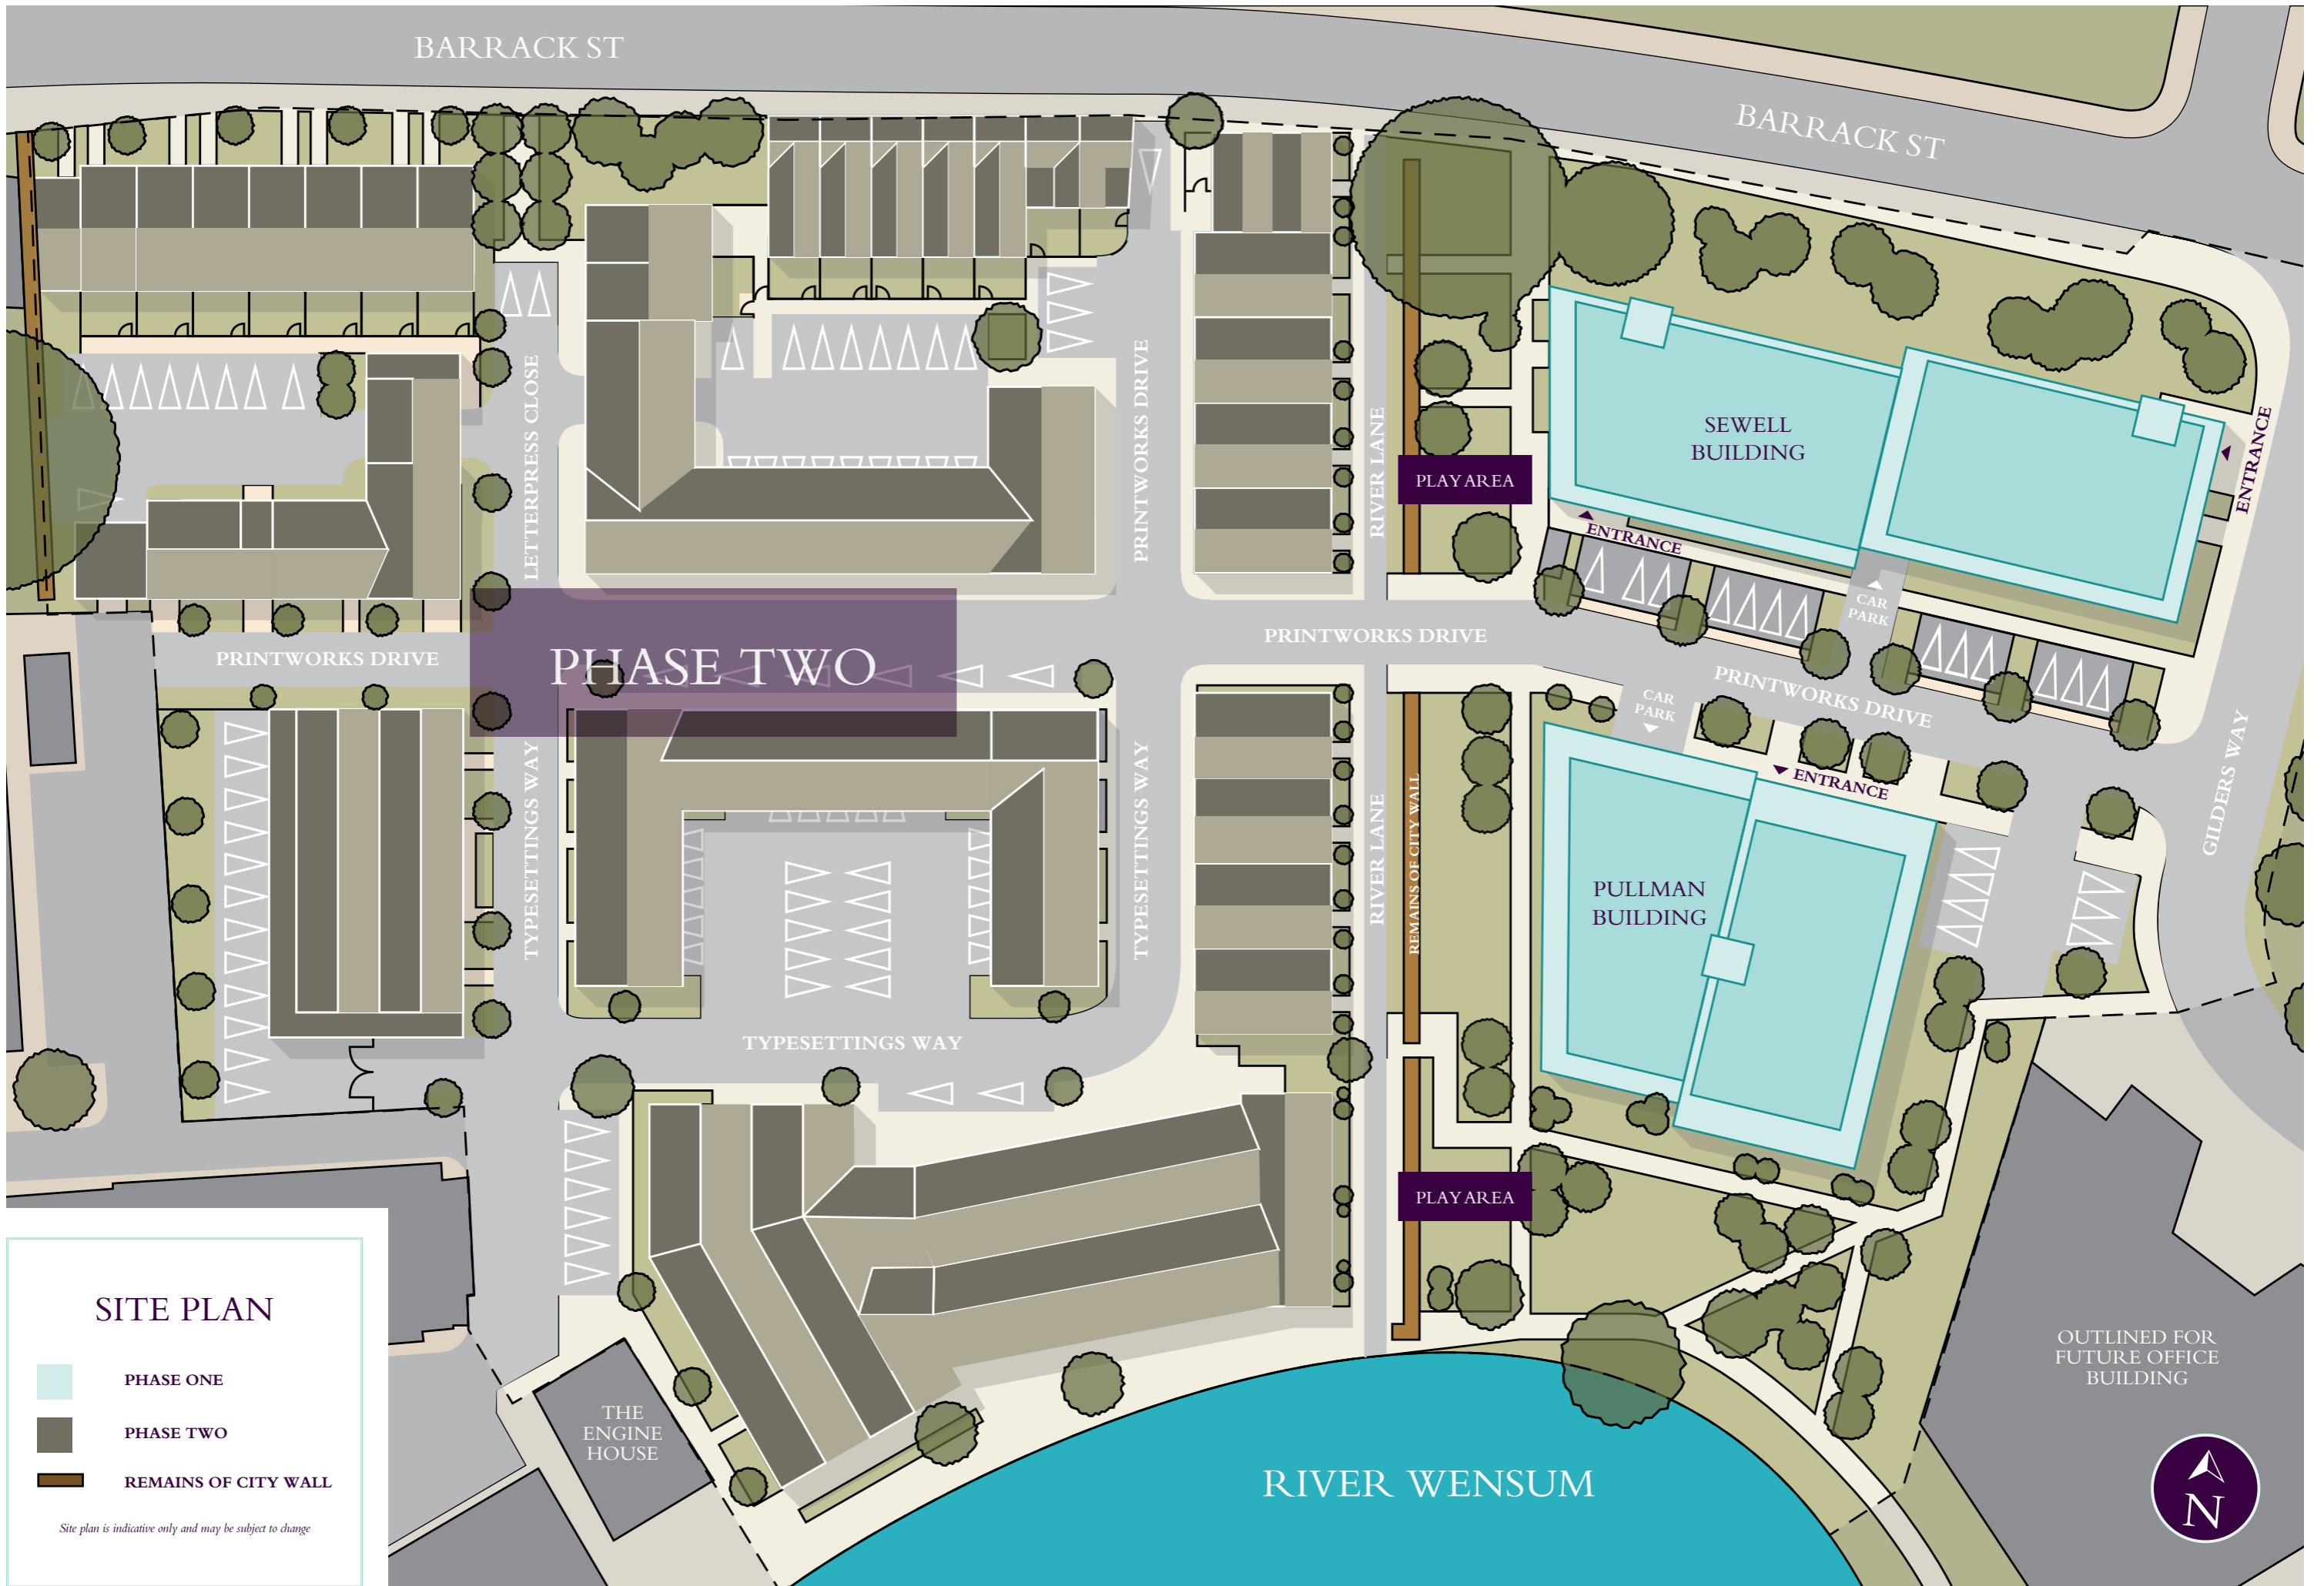 BARRACK ST
BARRACK ST
LETTERPRESS CLOSE
PRINTWORKS DRIVE
RIVER LANE
PLAY AREA
SEWELL
BUILDING
ENTRANCE
ENTRANCE
CAR
PARK
PHASE TWO
PRINTWORKS DRIVE
PRINTWORKS DRIVE
PRINTWORKS DRIVE
CAR
PARK
ENTRANCE
GILDERS WAY
TYPESETTINGS WAY
TYPESETTINGS WAY
RIVER LANE
REMAINS OF CITY WALL
PULLMAN
BUILDING
TYPESETTINGS WAY
PLAY AREA
SITE PLAN
PHASE ONE
PHASE TWO
REMAINS OF CITY WALL
Site plan is indicative only and may be subject to change
THE
ENGINE
HOUSE
RIVER WENSUM
OUTLINED FOR
FUTURE OFFICE
BUILDING
N